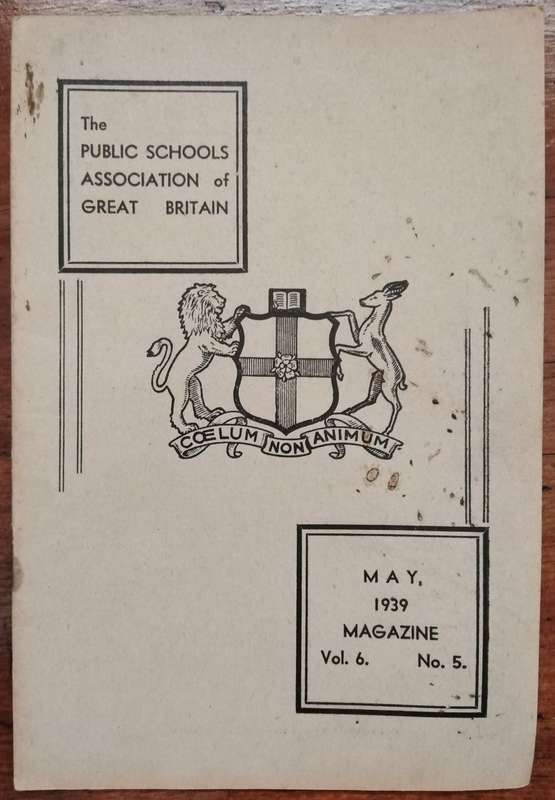 The
PUBLIC SCHOOLS
ASSOCIATION of
GREAT BRITAIN
CŒLUM NON ANIMUM
MAY,
1939
MAGAZINE
Vol. 6. No. 5.